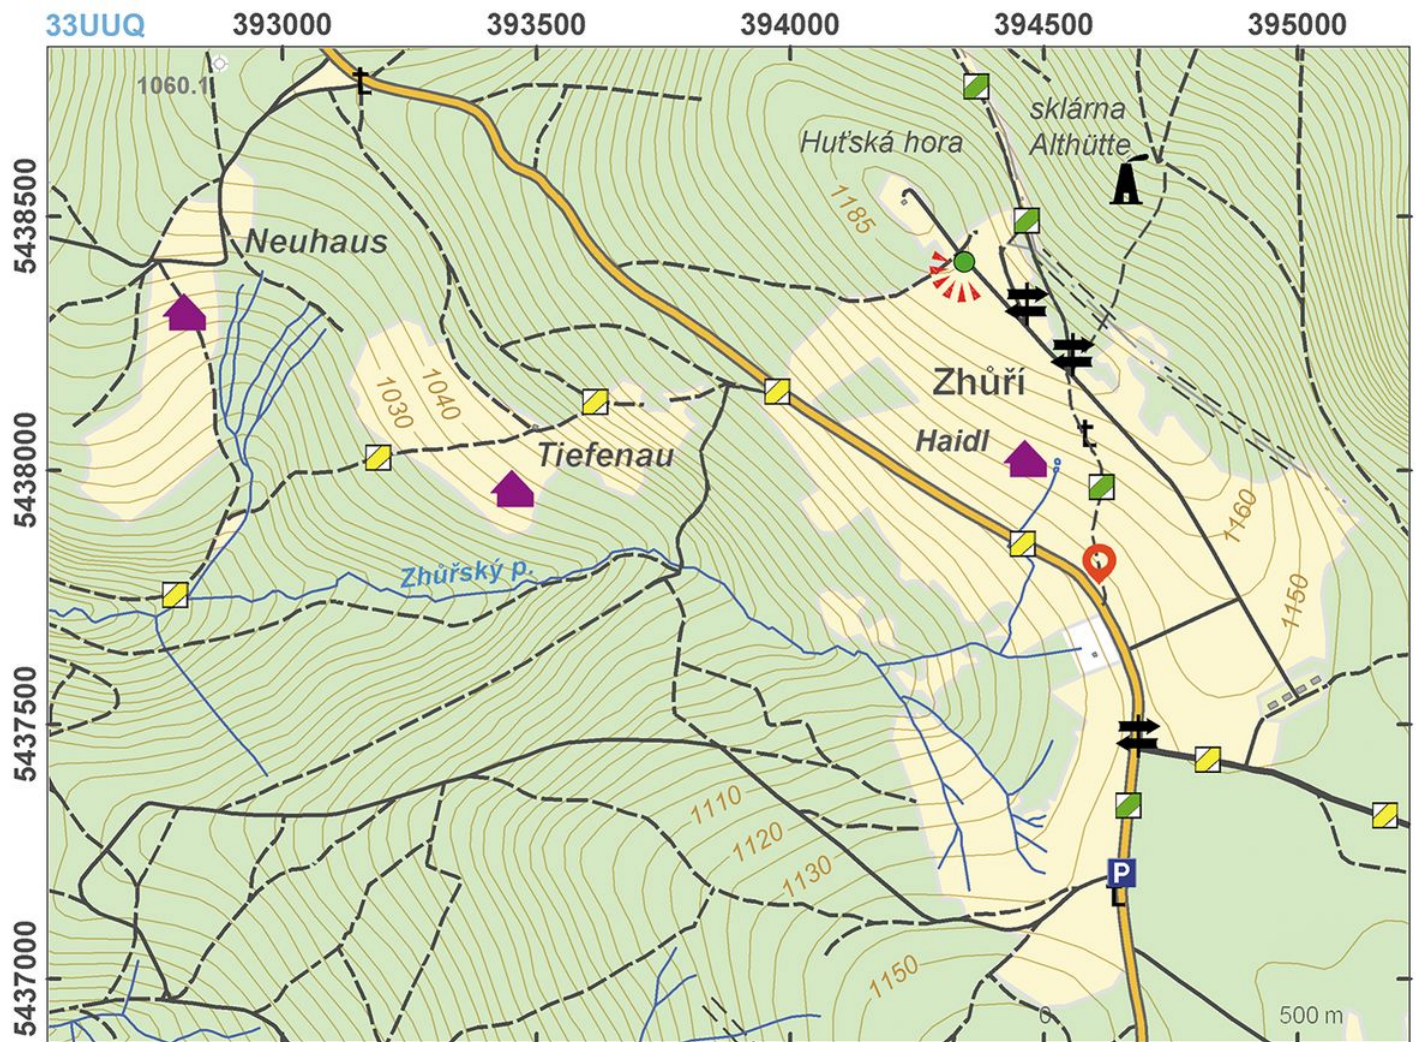 33UUQ
393000
393500
394000
394500
395000
1060.1
sklárna
Althütte
Huťská hora
5438500
1185
Neuhaus
1030
1040
Zhůří
Haidl
Tiefenau
5438000
1160
Zhůřský p.
1150
5437500
1110
1120
1130
P
5437000
1150
0
500 m